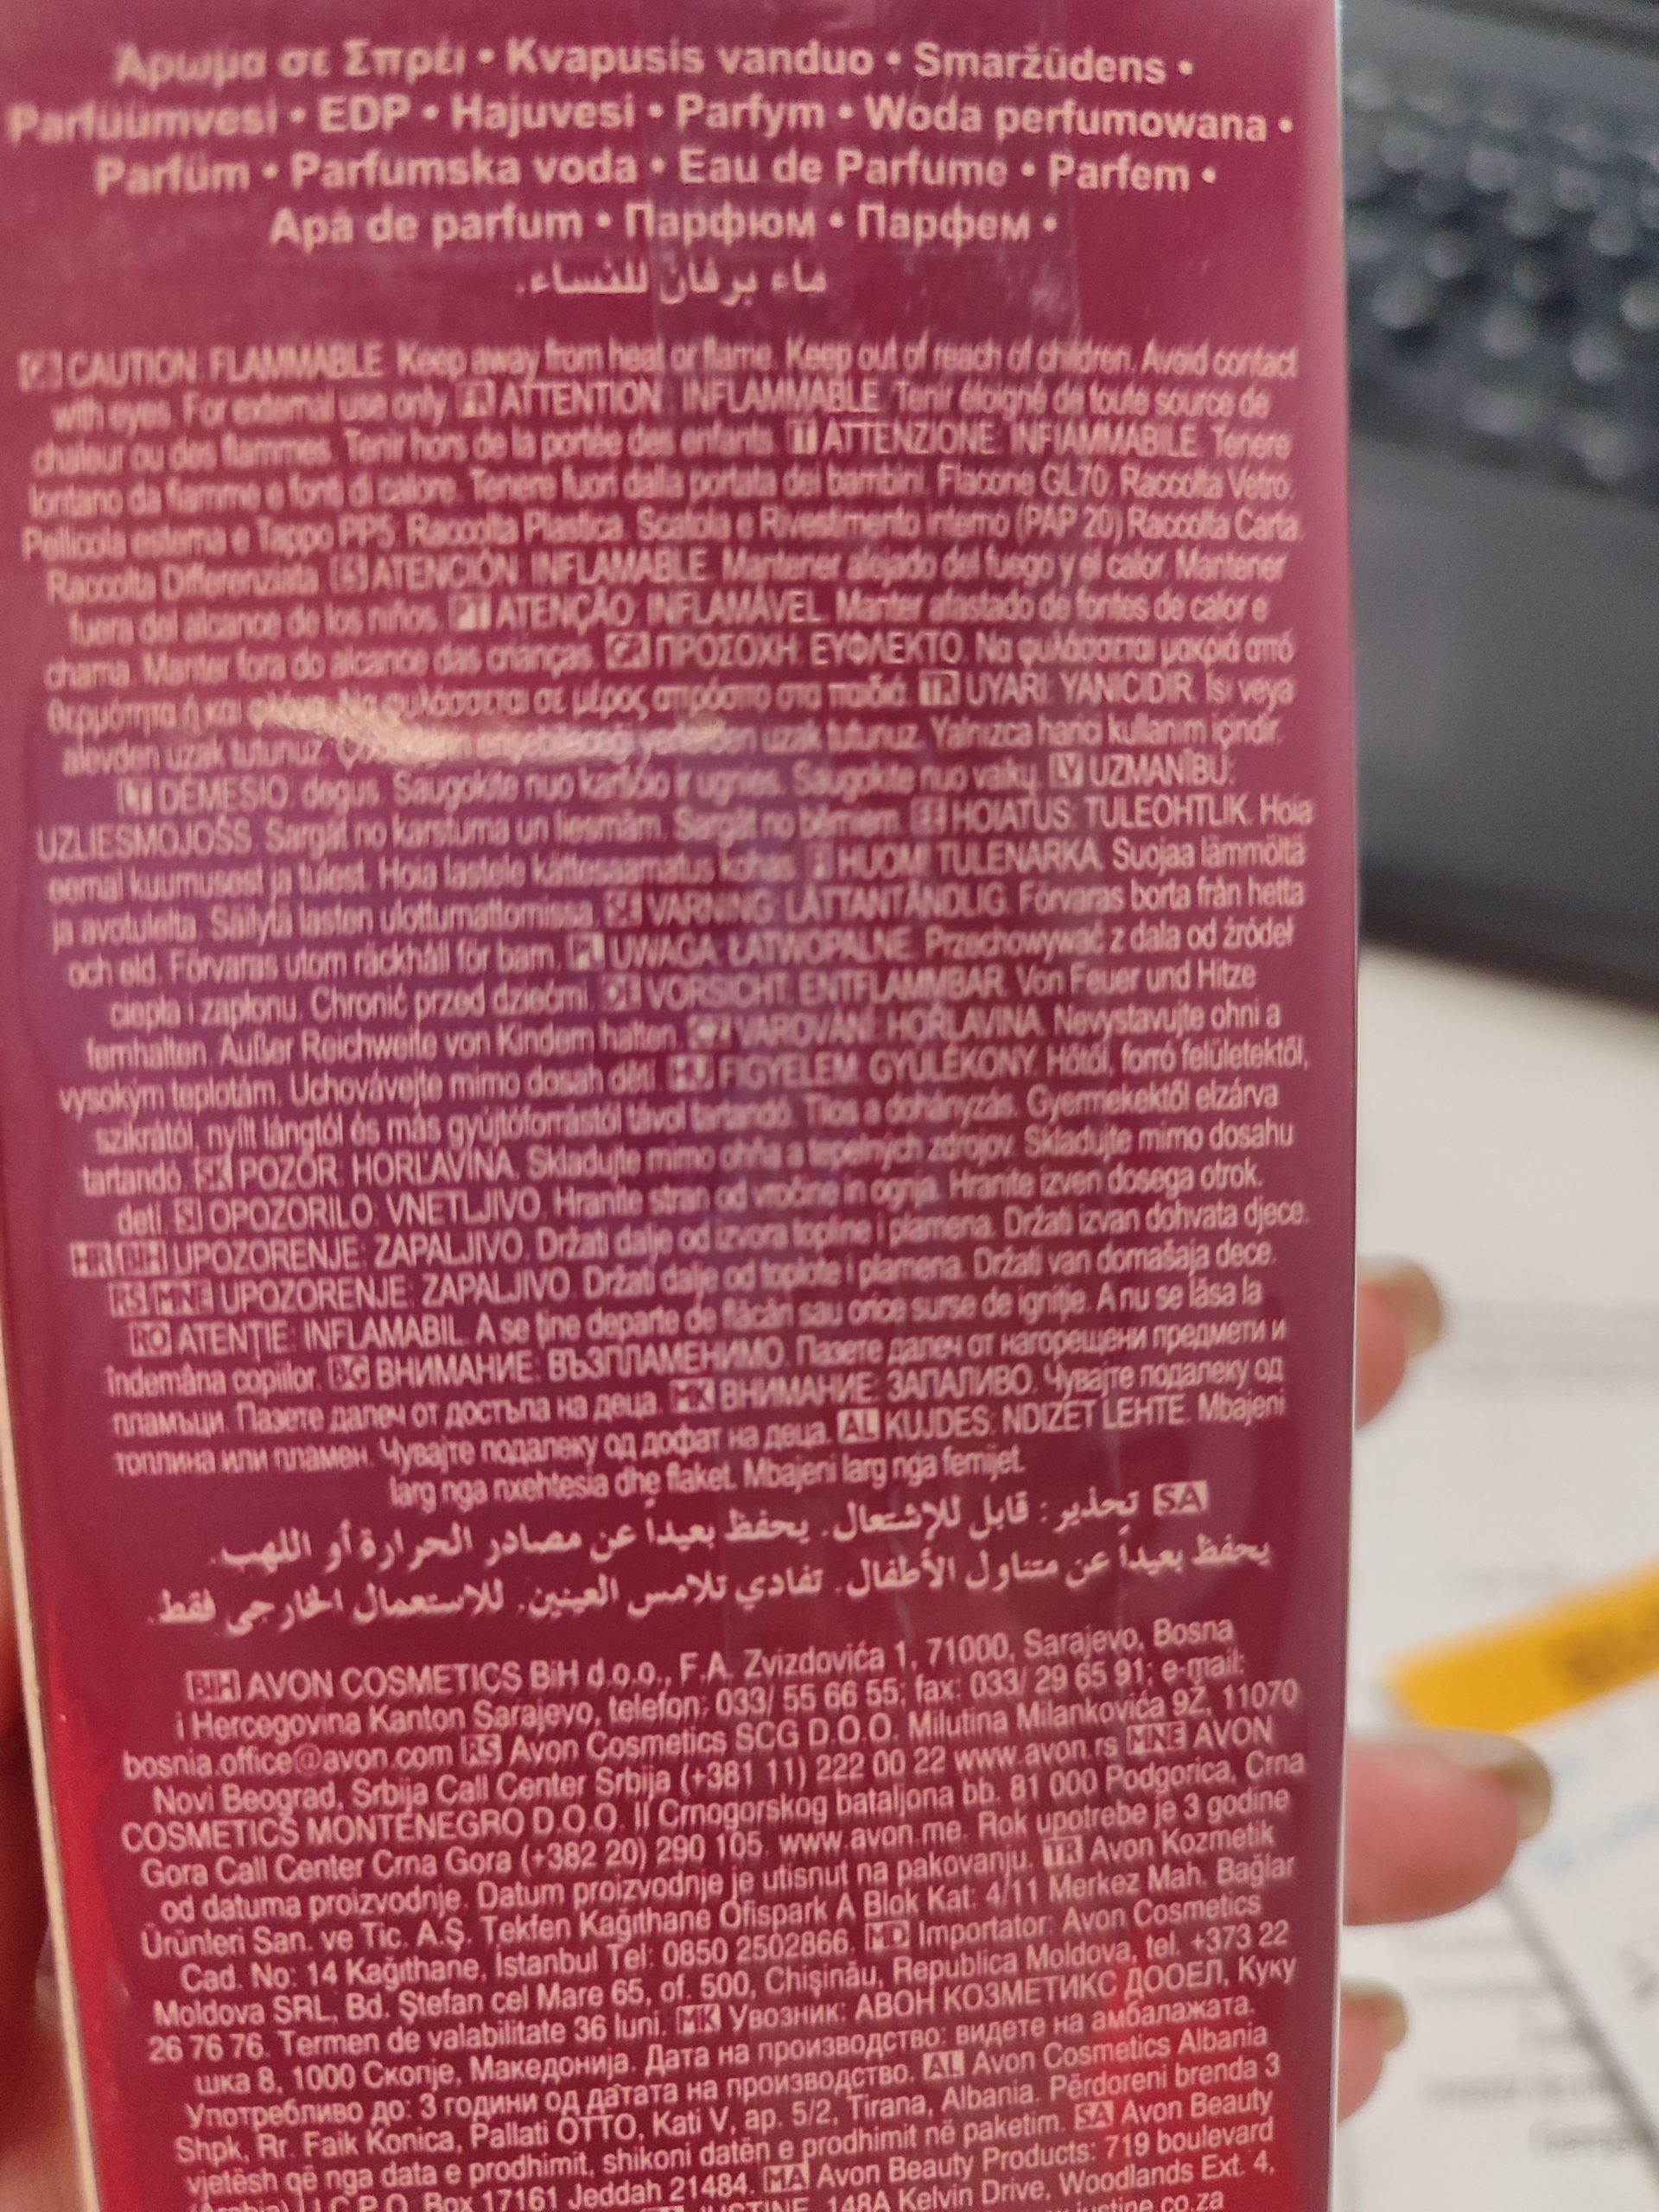 Άρωμα σε Σπρέι • Kvapusis vanduo • Smaržūdens •
Parfüümvesi • EDP • Hajuvesi • Parfym • Woda perfumowana •
Parfüm • Parfumska voda • Eau de Parfume • Parfem •
Apă de parfum • Парфюм • Парфем •
ماء برفان للنساء.
CAUTION: FLAMMABLE. Keep away from heat or flame. Keep out of reach of children. Avoid contact
with eyes. For external use only. ATTENTION: INFLAMMABLE. Tenir éloigné de toute source de
chaleur ou des flammes. Tenir hors de la portée des enfants. IT ATTENZIONE: INFIAMMABILE. Tenere
lontano da fiamme e fonti di calore. Tenere fuori dalla portata dei bambini. Flacone GL70, Raccolta Vetro.
Pellicola esterna e Tappo PP5, Raccolta Plastica. Scatola e Rivestimento interno (PAP 20) Raccolta Carta.
Raccolta Differenziata. ATENCIÓN: INFLAMABLE. Mantener alejado del fuego y el calor. Mantener
fuera del alcance de los niños. ATENÇÃO: INFLAMÁVEL. Manter afastado de fontes de calor e
chama. Manter fora do alcance das crianças. ΠΡΟΣΟΧΗ: ΕΥΦΛΕΚΤΟ. Να φυλάσσεται μακριά από
θερμότητα ή και Να φυλάσσεται σε μέρος απρόσιτο στα παιδιά. TR UYARI: YANICIDIR. Isı veya
alevden uzak tutunuz. uzak tutunuz. Yalnızca harici kullanım içindir.
LT DĖMESIO: degus. Saugokite nuo karščio ir ugnies. Saugokite nuo vaikų. LV UZMANĪBU:
UZLIESMOJOŠS. Sargāt no karstuma un liesmām. Sargāt no bērniem. HOIATUS: TULEOHTLIK. Hoia
eemal kuumusest ja tulest. Hoia lastele kättesaamatus kohas. HUOM! TULENARKA. Suojaa lämmöltä
ja avotulelta. Säilytä lasten ulottumattomissa. VARNING: LÄTTANTÄNDLIG. Förvaras borta från hetta
och eld. Förvaras utom räckhåll för barn. UWAGA: ŁATWOPALNE. Przechowywać z dala od źródeł
ciepła i zapłonu. Chronić przed dziećmi. VORSICHT: ENTFLAMMBAR. Von Feuer und Hitze
fernhalten. Außer Reichweite von Kindern halten. VAROVÁNÍ: HOŘLAVINA. Nevystavujte ohni a
vysokým teplotám. Uchovávejte mimo dosah dětí. HU FIGYELEM: GYÚLÉKONY. Hőtől, forró felületektől,
szikrától, nyílt lángtól és más gyújtóforrástól távol tartandó. Tilos a dohányzás. Gyermekektől elzárva
tartandó. SK POZOR: HORĽAVINA. Skladujte mimo ohňa a tepelných zdrojov. Skladujte mimo dosahu
detí. SI OPOZORILO: VNETLJIVO. Hranite stran od vročine in ognja. Hranite izven dosega otrok.
HR BIH UPOZORENJE: ZAPALJIVO. Držati dalje od izvora topline i plamena. Držati izvan dohvata djece.
RS MNE UPOZORENJE: ZAPALJIVO. Držati dalje od toplote i plamena. Držati van domašaja dece.
RO ATENȚIE: INFLAMABIL. A se ține departe de flăcări sau orice surse de igniție. A nu se lăsa la
îndemâna copiilor. BG ВНИМАНИЕ: ВЪЗПЛАМЕНИМО. Пазете далеч от нагорещени предмети и
пламъци. Пазете далеч от достъпа на деца. MK ВНИМАНИЕ: ЗАПАЛИВО. Чувајте подалеку од
топлина или пламен. Чувајте подалеку од дофат на деца. AL KUJDES: NDIZET LEHTE. Mbajeni
larg nga nxehtesia dhe flaket. Mbajeni larg nga femijet.
SA تحذير: قابل للإشتعال. يحفظ بعيداً عن مصادر الحرارة أو اللهب.
يحفظ بعيداً عن متناول الأطفال. تفادي تلامس العينين. للاستعمال الخارجي فقط.
BIH AVON COSMETICS BiH d.o.o., F.A. Zvizdovića 1, 71000, Sarajevo, Bosna
i Hercegovina Kanton Sarajevo, telefon: 033/ 55 66 55; fax: 033/ 29 65 91; e-mail:
bosnia.office@avon.com RS Avon Cosmetics SCG D.O.O. Milutina Milankovića 9Ž, 11070
Novi Beograd, Srbija Call Center Srbija (+381 11) 222 00 22 www.avon.rs MNE AVON
COSMETICS MONTENEGRO D.O.O. II Crnogorskog bataljona bb. 81 000 Podgorica, Crna
Gora Call Center Crna Gora (+382 20) 290 105. www.avon.me. Rok upotrebe je 3 godine
od datuma proizvodnje. Datum proizvodnje je utisnut na pakovanju. TR Avon Kozmetik
Ürünleri San. ve Tic. A.Ş. Tekfen Kağıthane Ofispark A Blok Kat: 4/11 Merkez Mah. Bağlar
Cad. No: 14 Kağıthane, İstanbul Tel: 0850 2502866. MD Importator: Avon Cosmetics
Moldova SRL, Bd. Ștefan cel Mare 65, of. 500, Chișinău, Republica Moldova, tel. +373 22
26 76 76. Termen de valabilitate 36 luni. MK Увозник: АВОН КОЗМЕТИКС ДООЕЛ, Куку
шка 8, 1000 Скопје, Македонија. Дата на производство: видете на амбалажата.
Употребливо до: 3 години од датата на производство. AL Avon Cosmetics Albania
Shpk, Rr. Faik Konica, Pallati OTTO, Kati V, ap. 5/2, Tirana, Albania. Përdoreni brenda 3
vjetësh që nga data e prodhimit, shikoni datën e prodhimit në paketim. SA Avon Beauty
P.O. Box 17161 Jeddah 21484. MA Avon Beauty Products: 719 boulevard
JUSTINE, 148A Kelvin Drive, Woodlands Ext. 4,